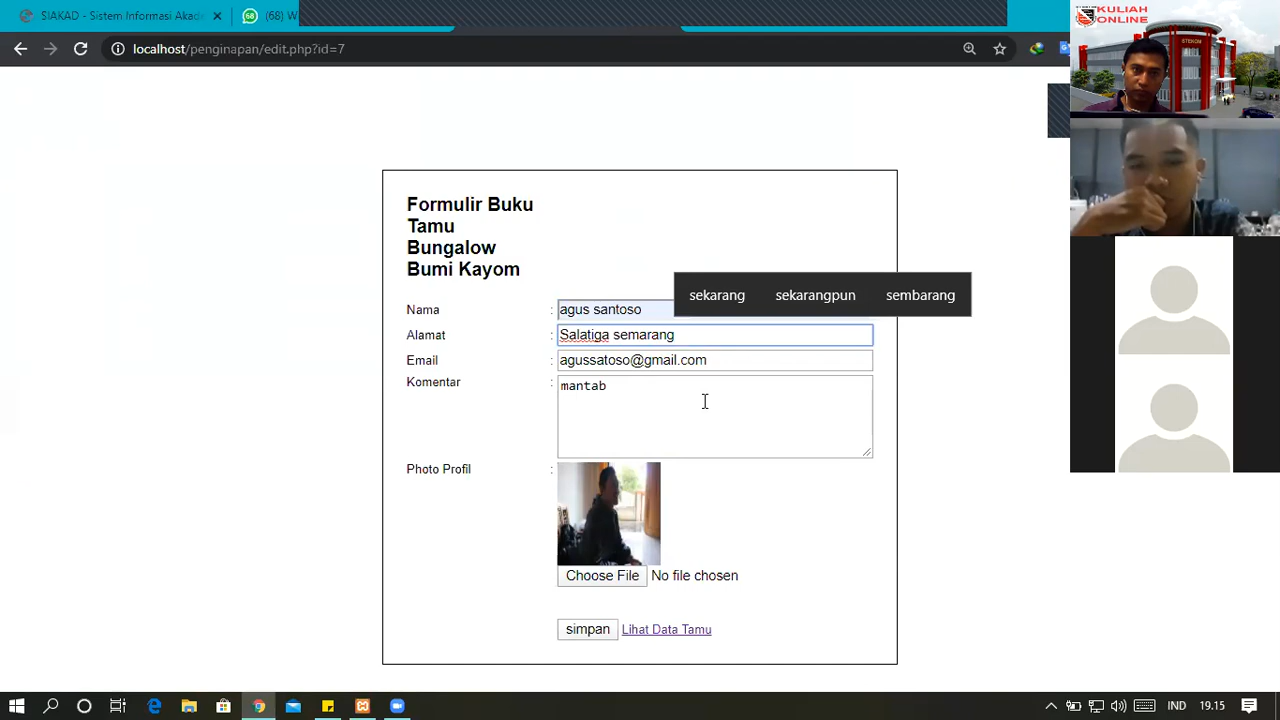 SIAKAD - Sistem Informasi Akad
(68) W
localhost/penginapan/edit.php?id=7
KULIAH
ONLINE
STEKOM
Formulir Buku
Tamu
Bungalow
Bumi Kayom
sekarang sekarangpun sembarang
Nama : agus santoso
Alamat : Salatiga semarang
Email : agussatoso@gmail.com
Komentar : mantab
Photo Profil :
Choose File No file chosen
simpan Lihat Data Tamu
IND 19.15